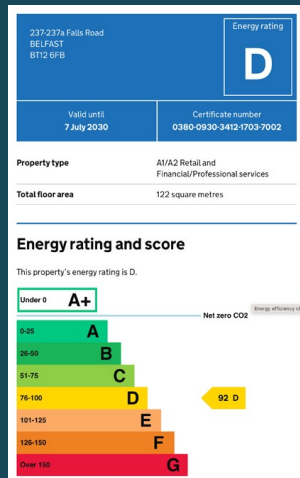 237-237a Falls Road
BELFAST
BT12 6FB
Energy rating
D
Valid until
7 July 2030
Certificate number
0380-0930-3412-1703-7002
Property type
A1/A2 Retail and
Financial/Professional services
Total floor area
122 square metres
Energy rating and score
This property's energy rating is D.
Under 0 A+
Net zero CO2
Energy efficiency of
0-25 A
26-50 B
51-75 C
76-100 D
92 D
101-125 E
126-150 F
Over 150 G